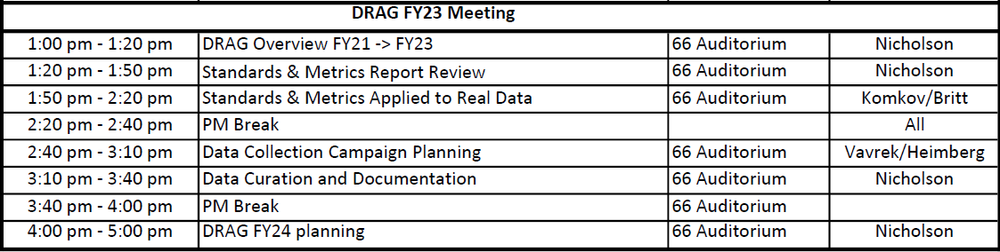 DRAG FY23 Meeting
1:00 pm - 1:20 pm DRAG Overview FY21 -> FY23 66 Auditorium Nicholson
1:20 pm - 1:50 pm Standards & Metrics Report Review 66 Auditorium Nicholson
1:50 pm - 2:20 pm Standards & Metrics Applied to Real Data 66 Auditorium Komkov/Britt
2:20 pm - 2:40 pm PM Break All
2:40 pm - 3:10 pm Data Collection Campaign Planning 66 Auditorium Vavrek/Heimberg
3:10 pm - 3:40 pm Data Curation and Documentation 66 Auditorium Nicholson
3:40 pm - 4:00 pm PM Break 66 Auditorium
4:00 pm - 5:00 pm DRAG FY24 planning 66 Auditorium Nicholson